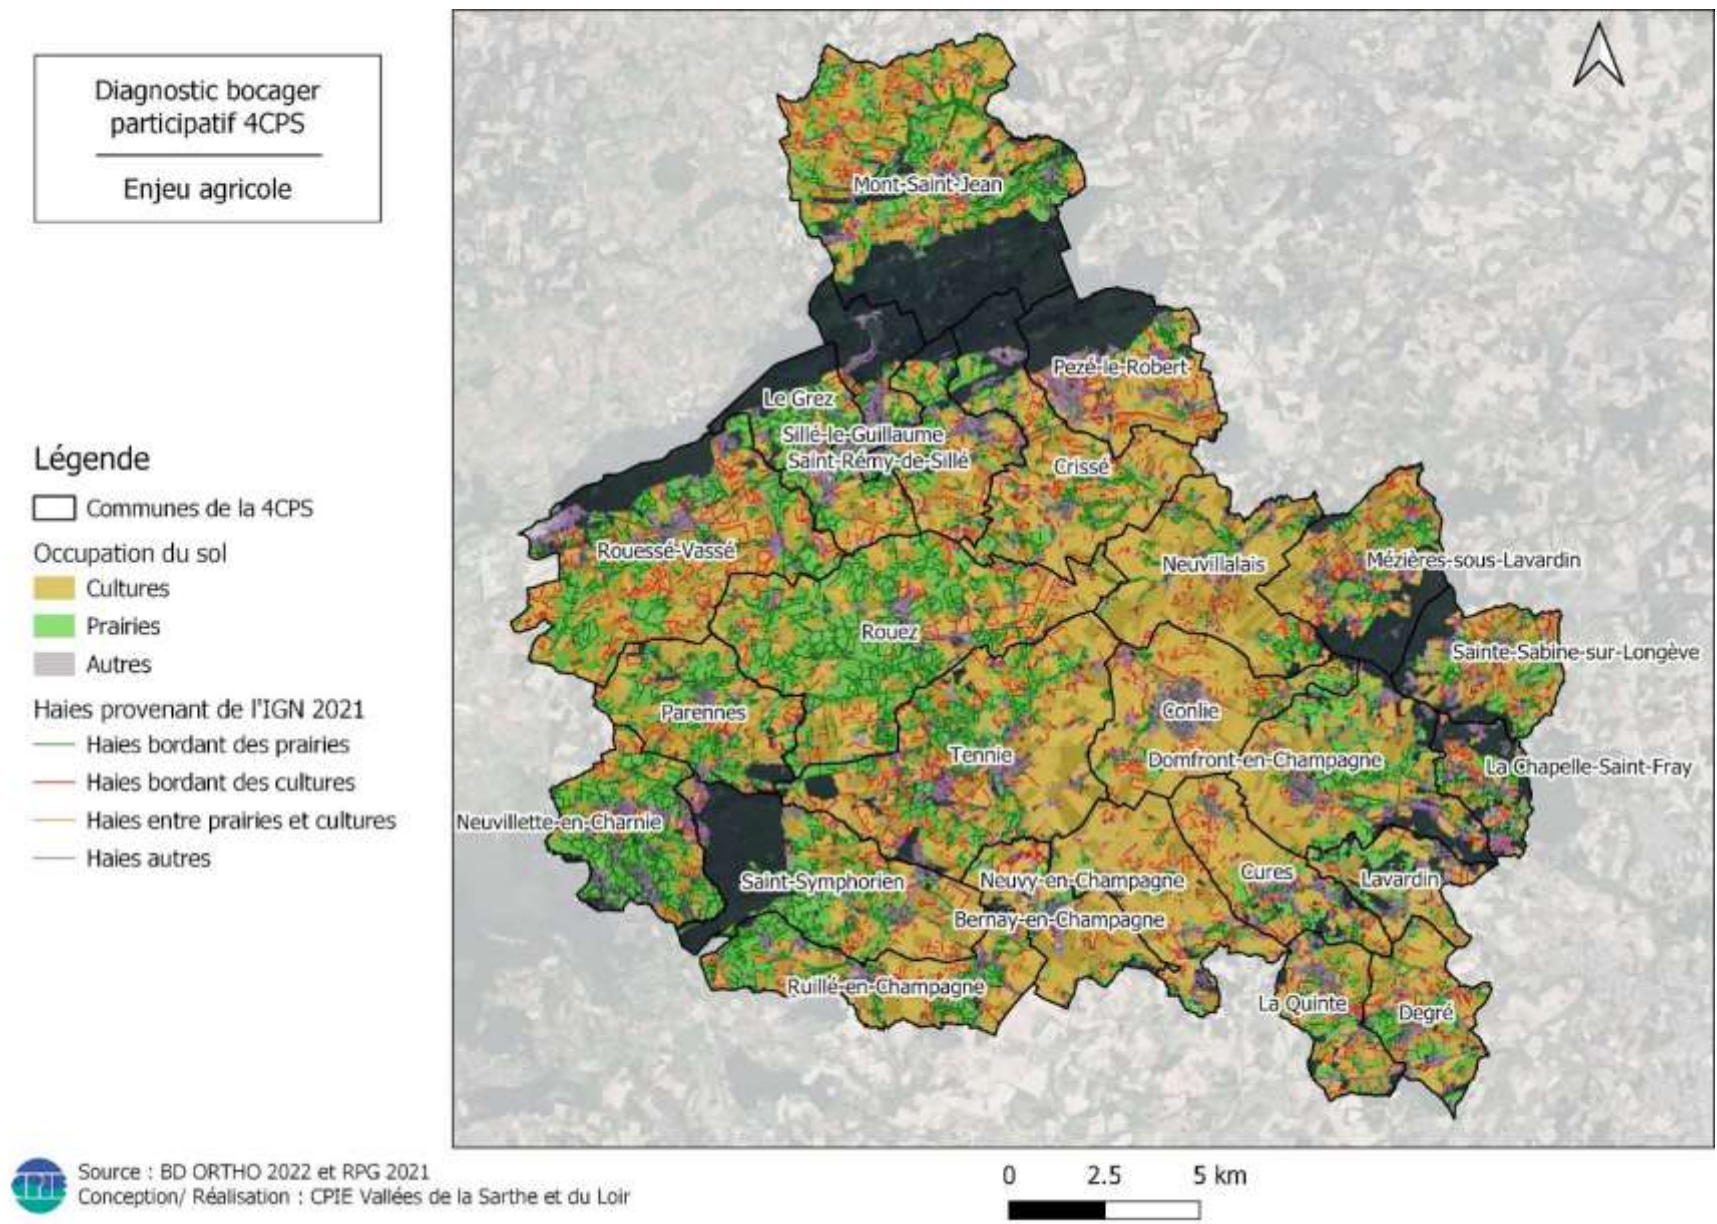 Diagnostic bocager
participatif 4CPS
Enjeu agricole
Légende
Communes de la 4CPS
Occupation du sol
Cultures
Prairies
Autres
Haies provenant de l'IGN 2021
Haies bordant des prairies
Haies bordant des cultures
Haies entre prairies et cultures
Haies autres
Mont-Saint-Jean
Pezé-le-Robert
Le Grez
Sillé-le-Guillaume
Saint-Rémy-de-Sillé
Crissé
Rouessé-Vassé
Neuvillalais
Mézières-sous-Lavardin
Rouez
Sainte-Sabine-sur-Longève
Parennes
Conlie
Tennie
Domfront-en-Champagne
La Chapelle-Saint-Fray
Neuvillette-en-Charnie
Saint-Symphorien
Neuvy-en-Champagne
Cures
Lavardin
Bernay-en-Champagne
Ruillé-en-Champagne
La Quinte
Degré
CPIE
Source : BD ORTHO 2022 et RPG 2021
Conception/ Réalisation : CPIE Vallées de la Sarthe et du Loir
0 2.5 5 km